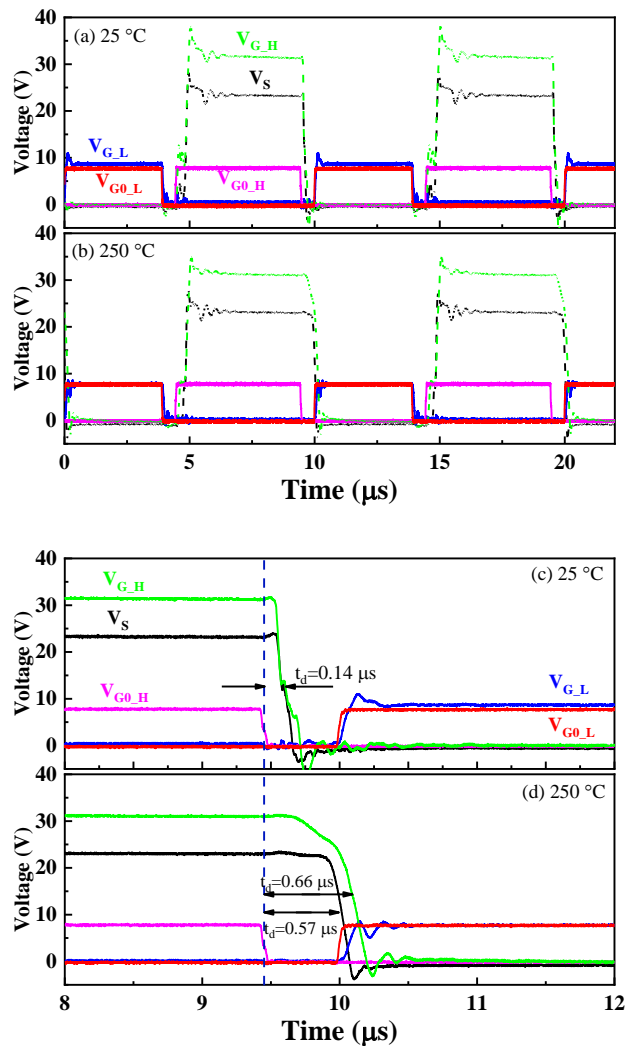 40
(a) 25 °C
V_G_H
30
V_S
20
V_G_L
10
V_G0_L
V_G0_H
0
Voltage (V)
40
(b) 250 °C
30
20
10
0
Voltage (V)
0 5 10 15 20
Time (μs)
40
V_G_H
(c) 25 °C
30
V_S
20
t_d=0.14 μs
V_G0_H
V_G_L
10
V_G0_L
0
Voltage (V)
40
(d) 250 °C
30
20
t_d=0.66 μs
10
t_d=0.57 μs
0
Voltage (V)
8 9 10 11 12
Time (μs)